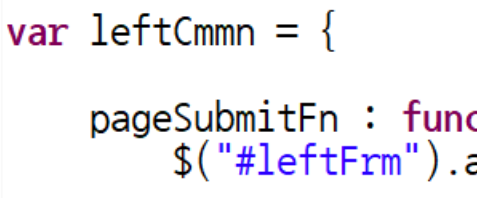 var leftCmmn = {
pageSubmitFn : func
$("#leftFrm").a